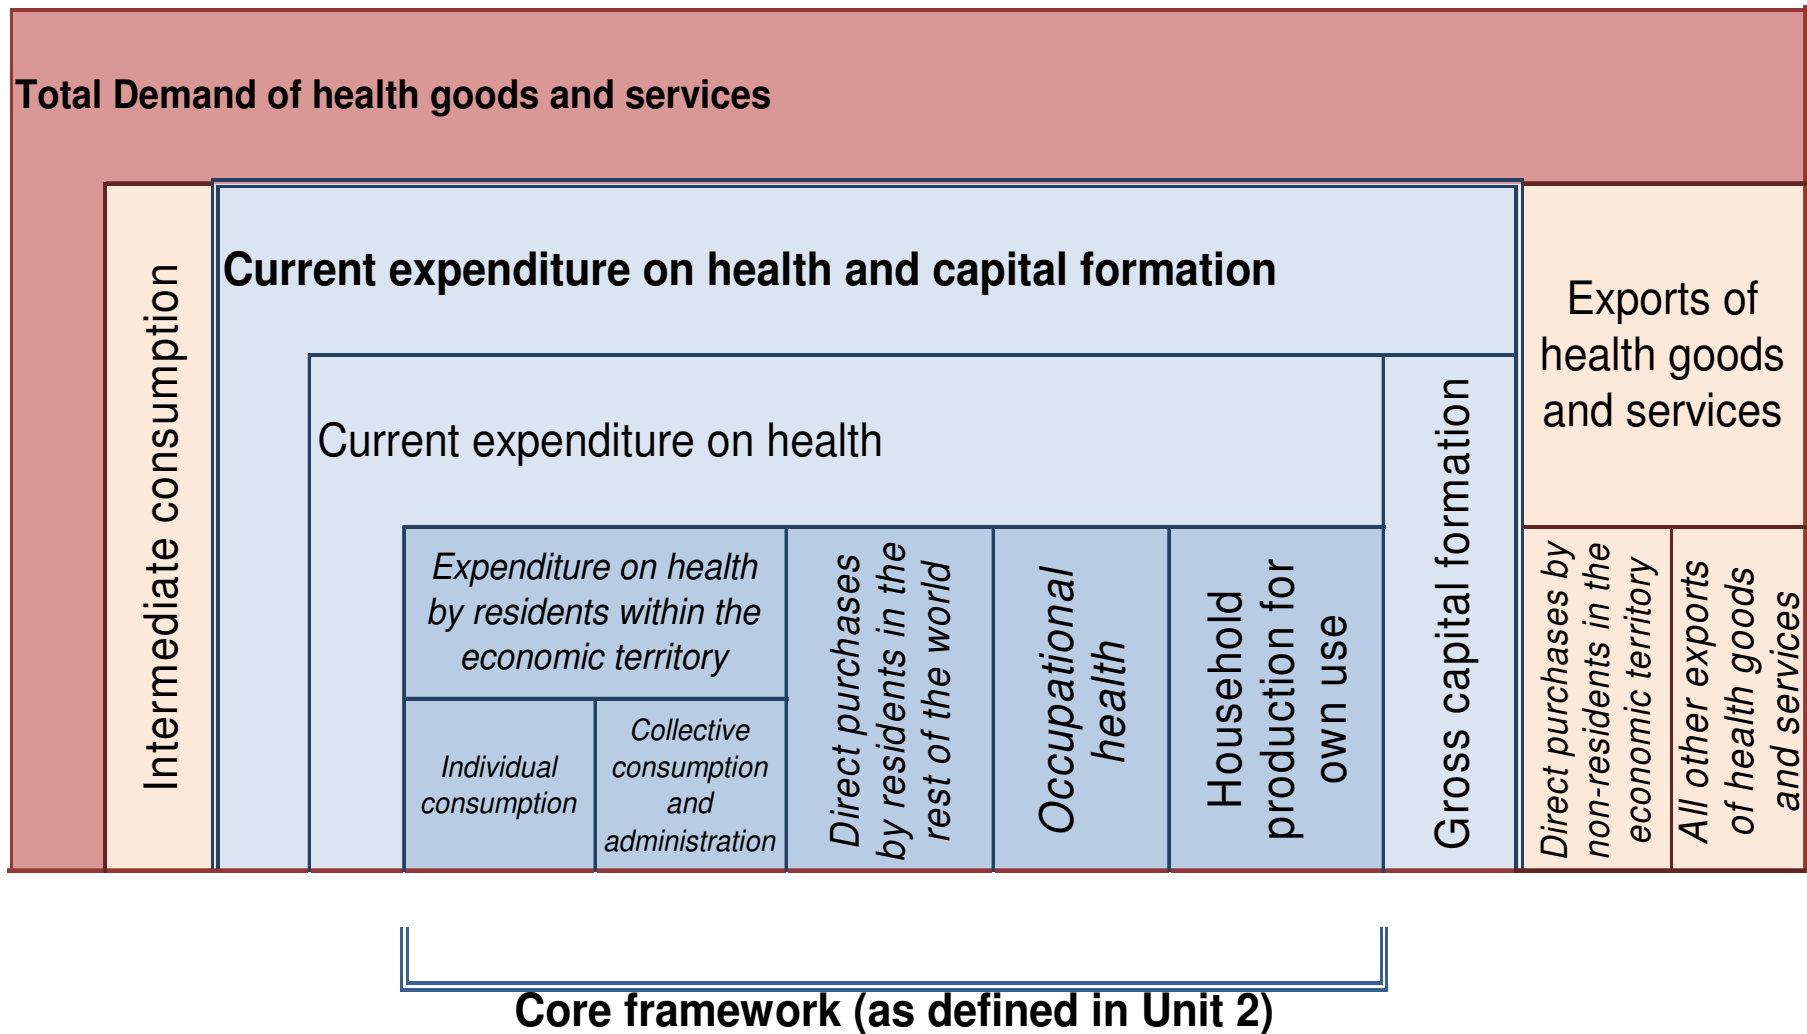 Total Demand of health goods and services
Intermediate consumption
Current expenditure on health and capital formation
Current expenditure on health
Expenditure on health
by residents within the
economic territory
Individual
consumption
Collective
consumption
and
administration
Direct purchases
by residents in the
rest of the world
Occupational
health
Household
production for
own use
Gross capital formation
Exports of
health goods
and services
Direct purchases by
non-residents in the
economic territory
All other exports
of health goods
and services
Core framework (as defined in Unit 2)